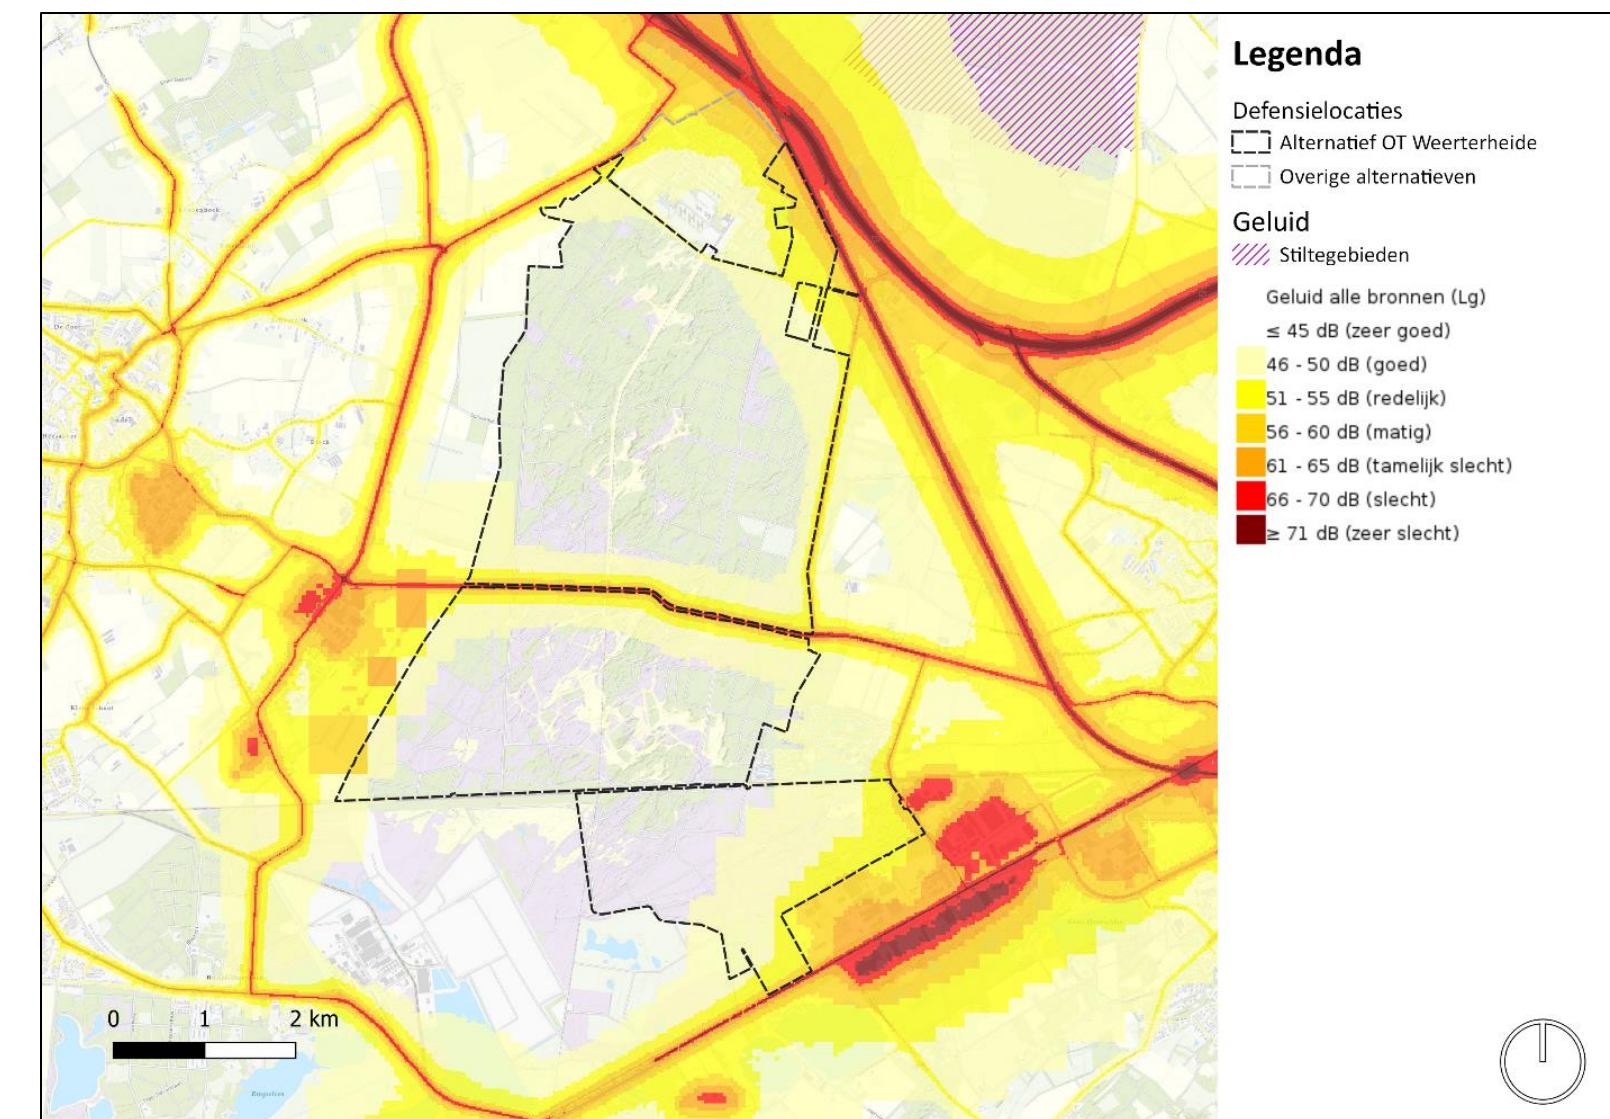 Legenda
Defensielocaties
Alternatief OT Weerterheide
Overige alternatieven
Geluid
Stiltegebieden
Geluid alle bronnen (Lg)
≤ 45 dB (zeer goed)
46 - 50 dB (goed)
51 - 55 dB (redelijk)
56 - 60 dB (matig)
61 - 65 dB (tamelijk slecht)
66 - 70 dB (slecht)
≥ 71 dB (zeer slecht)
0 1 2 km